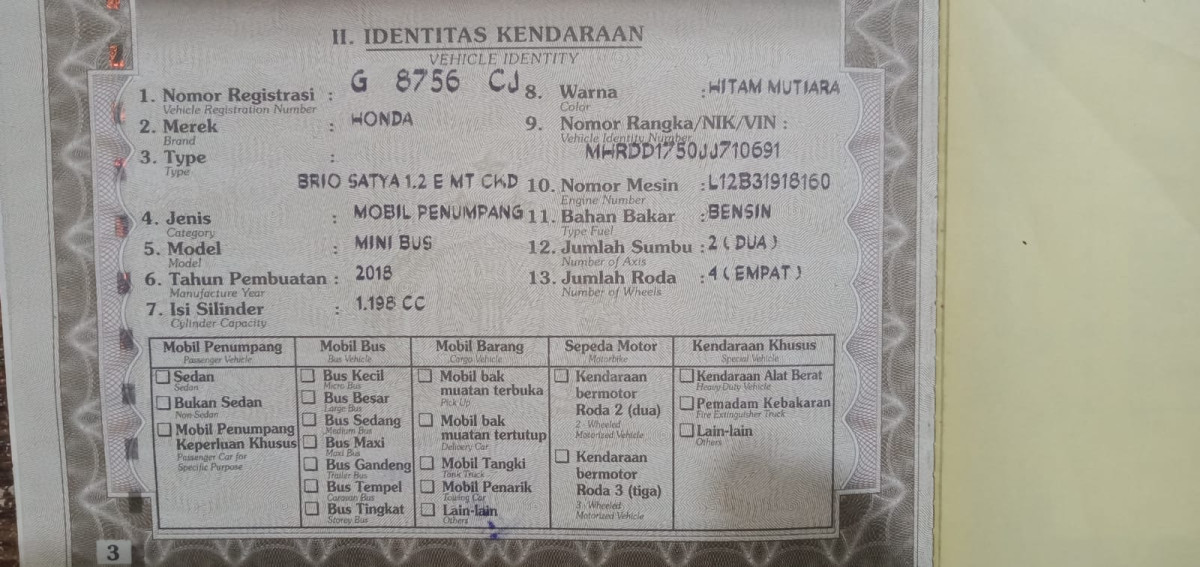 II. IDENTITAS KENDARAAN
VEHICLE IDENTITY
1. Nomor Registrasi : G 8756 CJ
Vehicle Registration Number
2. Merek : HONDA
Brand
3. Type :
Type
BRIO SATYA 1.2 E MT CKD
4. Jenis : MOBIL PENUMPANG
Category
5. Model : MINI BUS
Model
6. Tahun Pembuatan : 2018
Manufacture Year
7. Isi Silinder : 1.198 CC
Cylinder Capacity
8. Warna : HITAM MUTIARA
Color
9. Nomor Rangka/NIK/VIN :
Vehicle Identity Number
MHRDD1750JJ710691
10. Nomor Mesin : L12B31918160
Engine Number
11. Bahan Bakar : BENSIN
Type Fuel
12. Jumlah Sumbu : 2 ( DUA )
Number of Axis
13. Jumlah Roda : 4 ( EMPAT )
Number of Wheels
Mobil Penumpang
Passenger Vehicle
Sedan
Sedan
Bukan Sedan
Non-Sedan
Mobil Penumpang
Keperluan Khusus
Passenger Car for
Specific Purpose
Mobil Bus
Bus Vehicle
Bus Kecil
Micro Bus
Bus Besar
Large Bus
Bus Sedang
Medium Bus
Bus Maxi
Maxi Bus
Bus Gandeng
Trailer Bus
Bus Tempel
Caravan Bus
Bus Tingkat
Storey Bus
Mobil Barang
Cargo Vehicle
Mobil bak
muatan terbuka
Pick Up
Mobil bak
muatan tertutup
Delivery Car
Mobil Tangki
Tank Truck
Mobil Penarik
Towing Car
Lain-lain
Others
Sepeda Motor
Motorbike
Kendaraan
bermotor
Roda 2 (dua)
2 - Wheeled
Motorized Vehicle
Kendaraan
bermotor
Roda 3 (tiga)
3 - Wheeled
Motorized Vehicle
Kendaraan Khusus
Special Vehicle
Kendaraan Alat Berat
Heavy Duty Vehicle
Pemadam Kebakaran
Fire Extinguisher Truck
Lain-lain
Others
3